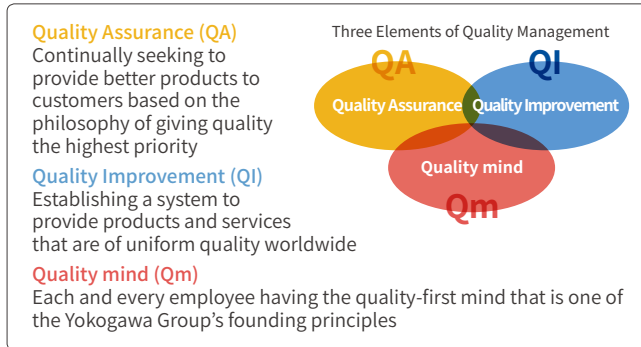 Quality Assurance (QA)
Continually seeking to
provide better products to
customers based on the
philosophy of giving quality
the highest priority
Quality Improvement (QI)
Establishing a system to
provide products and services
that are of uniform quality worldwide
Quality mind (Qm)
Each and every employee having the quality-first mind that is one of
the Yokogawa Group's founding principles
Three Elements of Quality Management
QA
QI
Quality Assurance
Quality Improvement
Quality mind
Qm